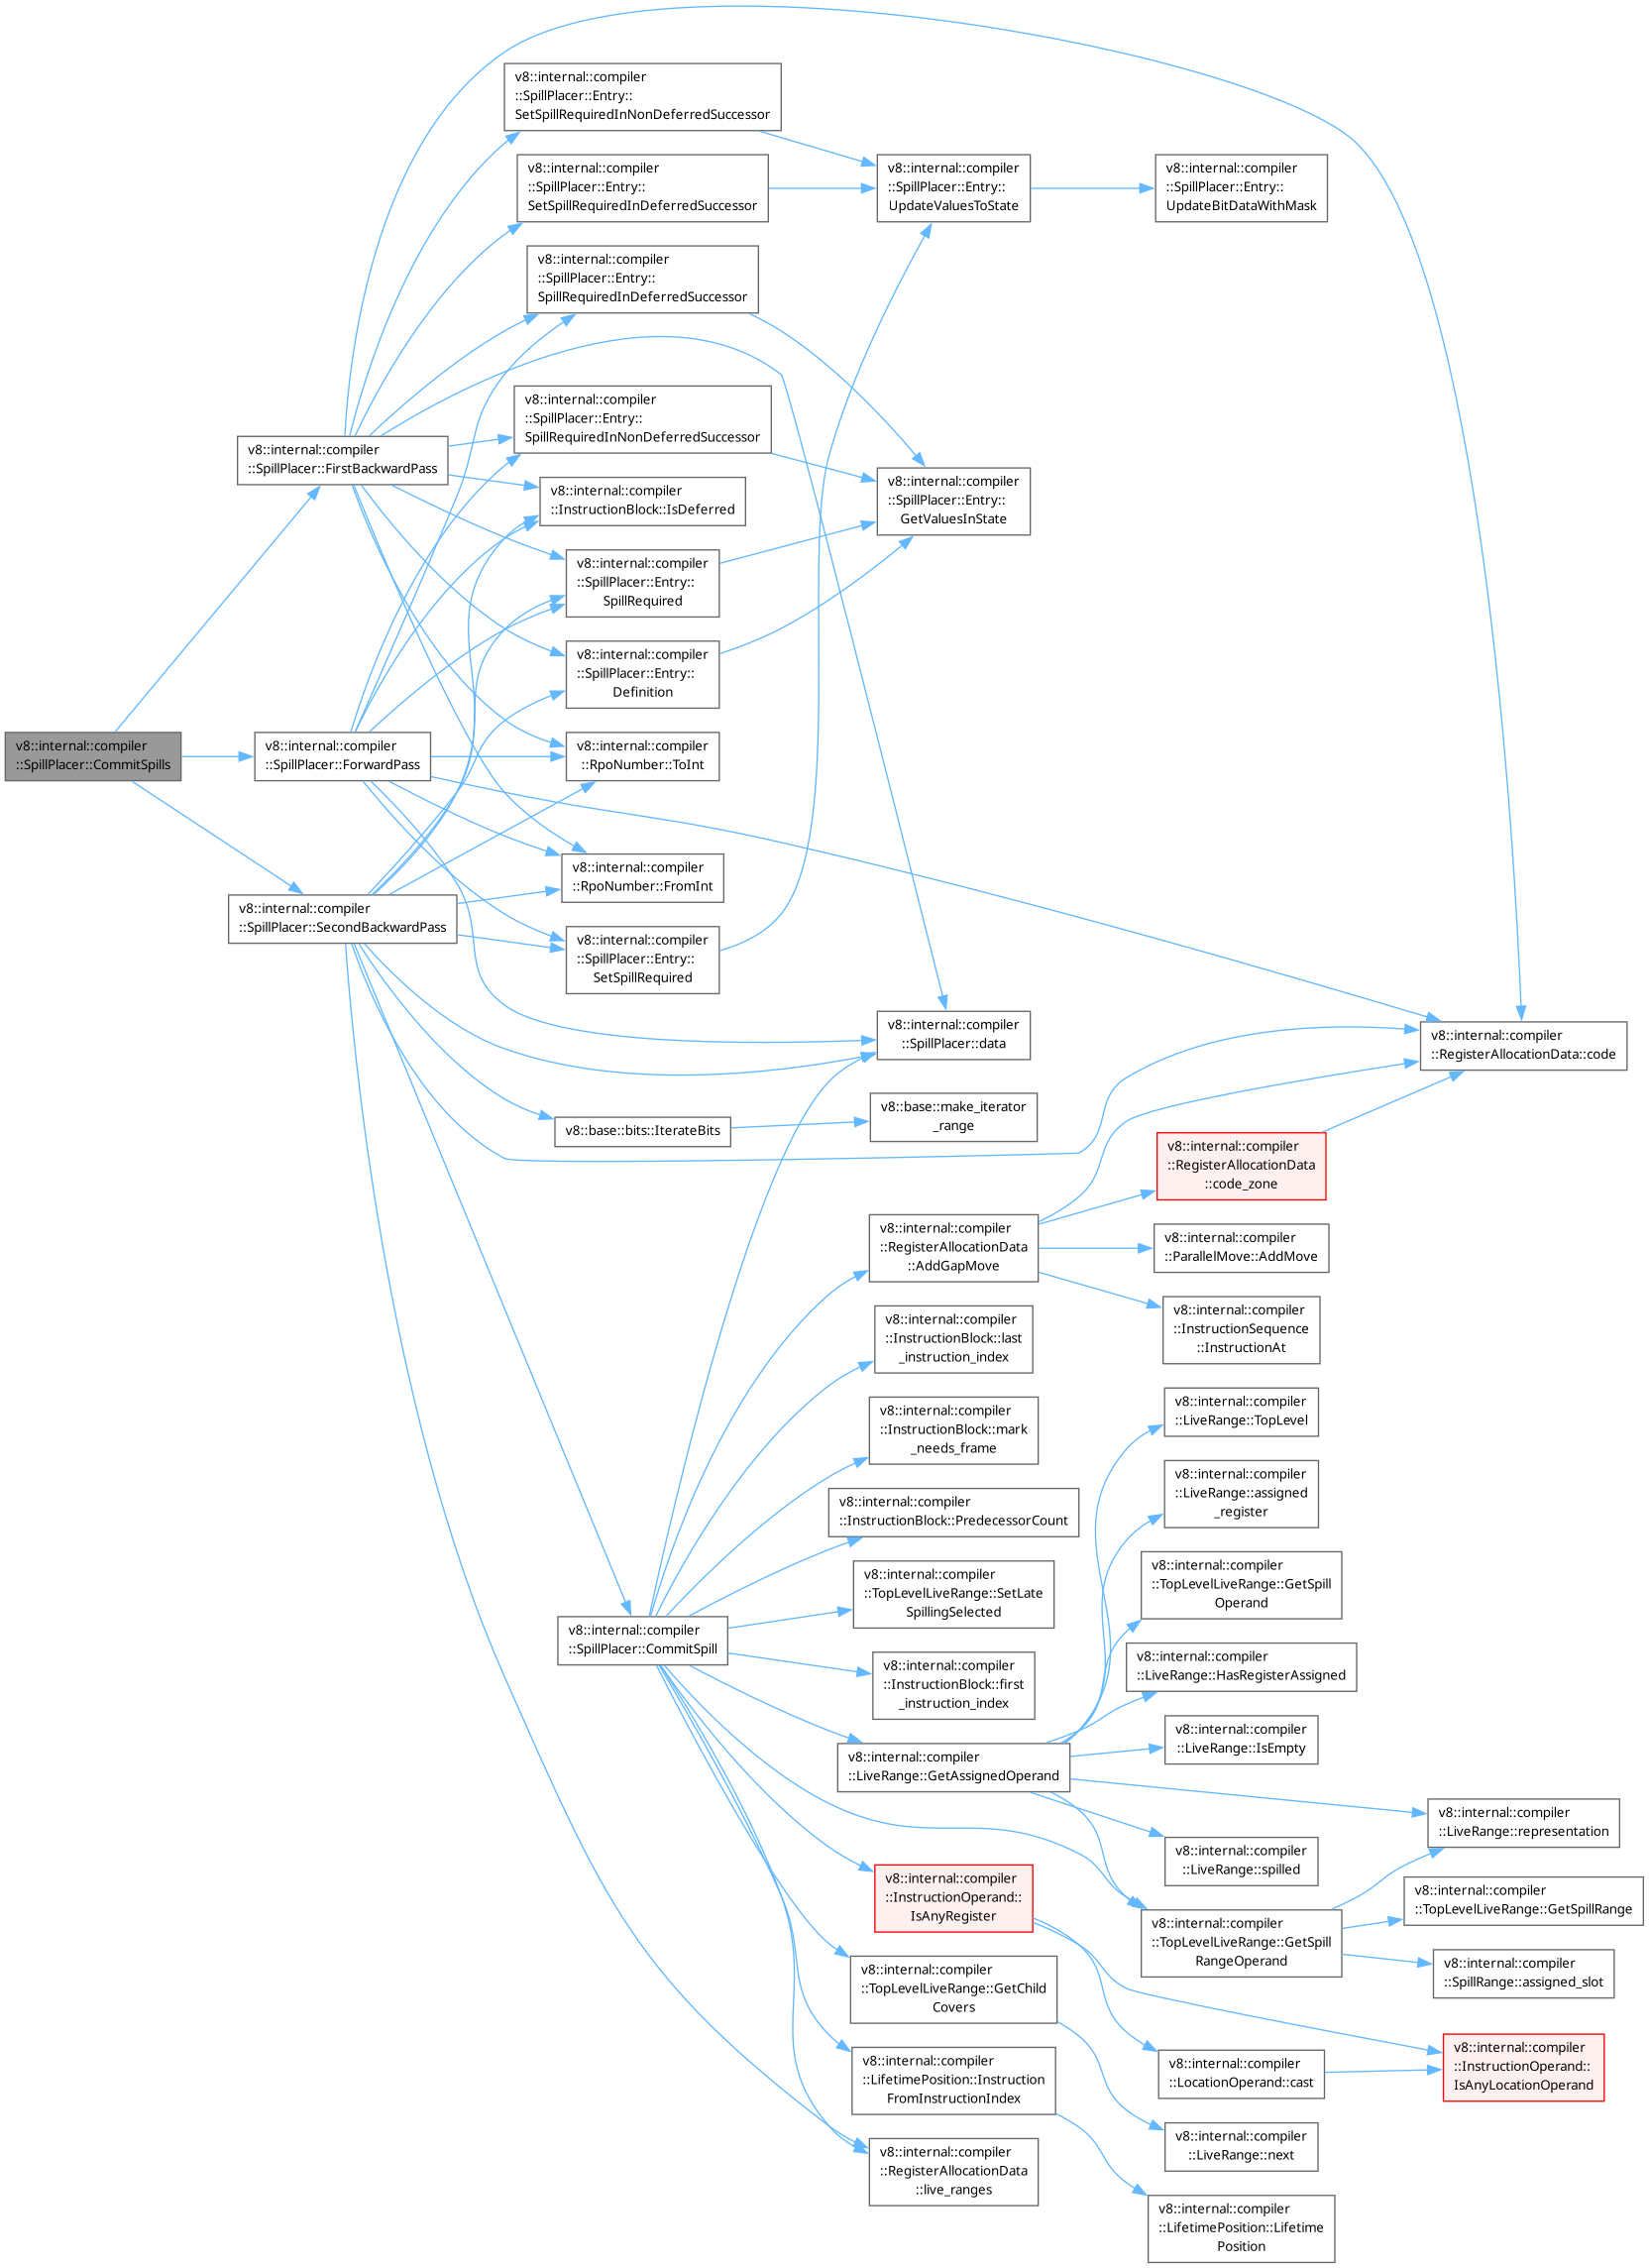 v8::internal::compiler
::SpillPlacer::CommitSpills
v8::internal::compiler
::SpillPlacer::FirstBackwardPass
v8::internal::compiler
::SpillPlacer::ForwardPass
v8::internal::compiler
::SpillPlacer::SecondBackwardPass
v8::internal::compiler
::SpillPlacer::Entry::
SetSpillRequiredInNonDeferredSuccessor
v8::internal::compiler
::SpillPlacer::Entry::
SetSpillRequiredInDeferredSuccessor
v8::internal::compiler
::SpillPlacer::Entry::
SpillRequiredInDeferredSuccessor
v8::internal::compiler
::SpillPlacer::Entry::
SpillRequiredInNonDeferredSuccessor
v8::internal::compiler
::InstructionBlock::IsDeferred
v8::internal::compiler
::SpillPlacer::Entry::
SpillRequired
v8::internal::compiler
::SpillPlacer::Entry::
Definition
v8::internal::compiler
::RpoNumber::ToInt
v8::internal::compiler
::RpoNumber::FromInt
v8::internal::compiler
::SpillPlacer::Entry::
SetSpillRequired
v8::base::bits::IterateBits
v8::internal::compiler
::SpillPlacer::CommitSpill
v8::internal::compiler
::SpillPlacer::Entry::
UpdateValuesToState
v8::internal::compiler
::SpillPlacer::Entry::
GetValuesInState
v8::internal::compiler
::SpillPlacer::data
v8::base::make_iterator
_range
v8::internal::compiler
::RegisterAllocationData
::AddGapMove
v8::internal::compiler
::InstructionBlock::last
_instruction_index
v8::internal::compiler
::InstructionBlock::mark
_needs_frame
v8::internal::compiler
::InstructionBlock::PredecessorCount
v8::internal::compiler
::TopLevelLiveRange::SetLate
SpillingSelected
v8::internal::compiler
::InstructionBlock::first
_instruction_index
v8::internal::compiler
::LiveRange::GetAssignedOperand
v8::internal::compiler
::InstructionOperand::
IsAnyRegister
v8::internal::compiler
::TopLevelLiveRange::GetChild
Covers
v8::internal::compiler
::LifetimePosition::Instruction
FromInstructionIndex
v8::internal::compiler
::RegisterAllocationData
::live_ranges
v8::internal::compiler
::SpillPlacer::Entry::
UpdateBitDataWithMask
v8::internal::compiler
::RegisterAllocationData
::code_zone
v8::internal::compiler
::ParallelMove::AddMove
v8::internal::compiler
::InstructionSequence
::InstructionAt
v8::internal::compiler
::LiveRange::TopLevel
v8::internal::compiler
::LiveRange::assigned
_register
v8::internal::compiler
::TopLevelLiveRange::GetSpill
Operand
v8::internal::compiler
::LiveRange::HasRegisterAssigned
v8::internal::compiler
::LiveRange::IsEmpty
v8::internal::compiler
::LiveRange::spilled
v8::internal::compiler
::TopLevelLiveRange::GetSpill
RangeOperand
v8::internal::compiler
::LocationOperand::cast
v8::internal::compiler
::LiveRange::next
v8::internal::compiler
::LifetimePosition::Lifetime
Position
v8::internal::compiler
::RegisterAllocationData::code
v8::internal::compiler
::LiveRange::representation
v8::internal::compiler
::TopLevelLiveRange::GetSpillRange
v8::internal::compiler
::SpillRange::assigned_slot
v8::internal::compiler
::InstructionOperand::
IsAnyLocationOperand